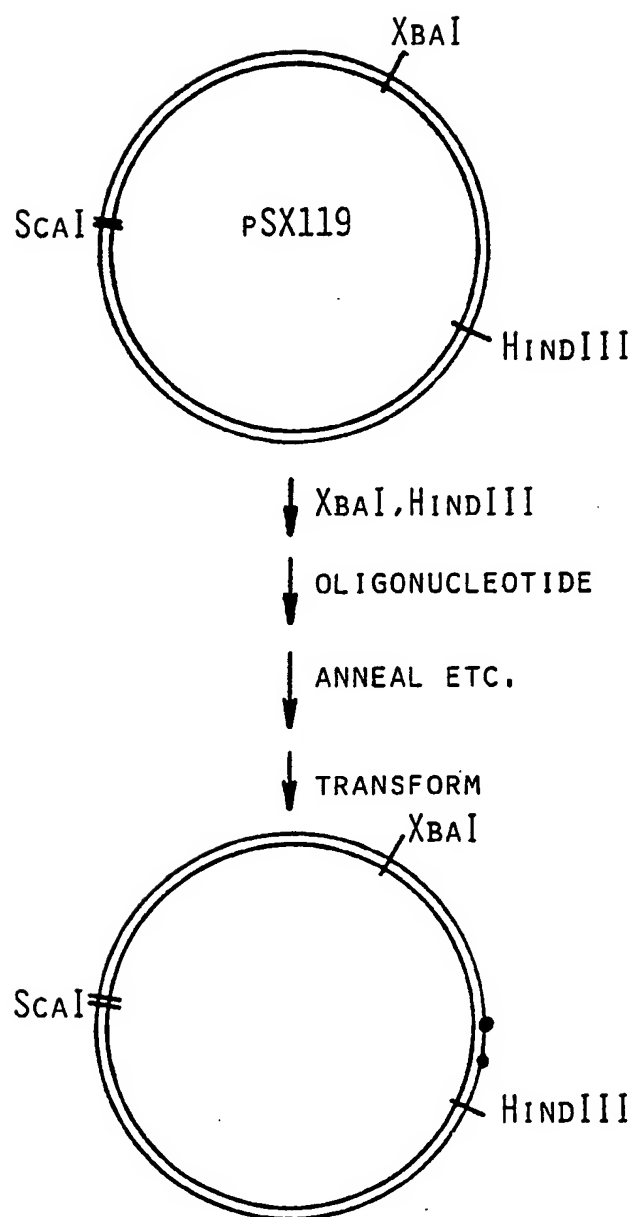 XBAI
SCAI
PSX119
HINDIII
XBAI, HINDIII
OLIGONUCLEOTIDE
ANNEAL ETC.
TRANSFORM
XBAI
SCAI
HINDIII